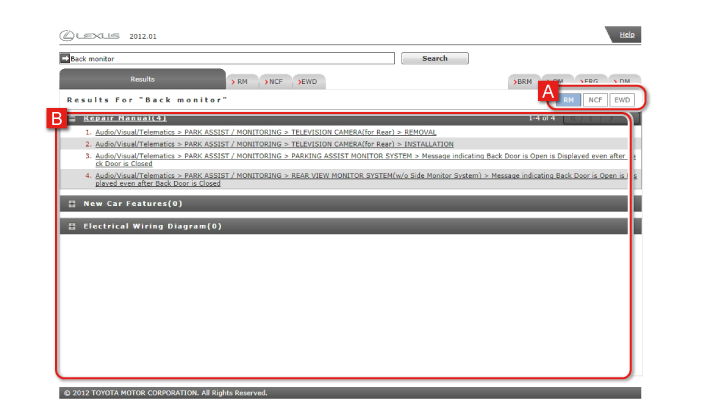 LEXUS 2012.01 Help
Back monitor Search
Results RM NCF EWD BRM FRG DM
Results For "Back monitor" A RM NCF EWD
B Repair Manual(4) 1-4 of 4
1. Audio/Visual/Telematics > PARK ASSIST / MONITORING > TELEVISION CAMERA(for Rear) > REMOVAL
2. Audio/Visual/Telematics > PARK ASSIST / MONITORING > TELEVISION CAMERA(for Rear) > INSTALLATION
3. Audio/Visual/Telematics > PARK ASSIST / MONITORING > PARKING ASSIST MONITOR SYSTEM > Message indicating Back Door is Open is Displayed even after
ck Door is Closed
4. Audio/Visual/Telematics > PARK ASSIST / MONITORING > REAR VIEW MONITOR SYSTEM(w/o Side Monitor System) > Message indicating Back Door is Open is
played even after Back Door is Closed
New Car Features(0)
Electrical Wiring Diagram(0)
© 2012 TOYOTA MOTOR CORPORATION. All Rights Reserved.